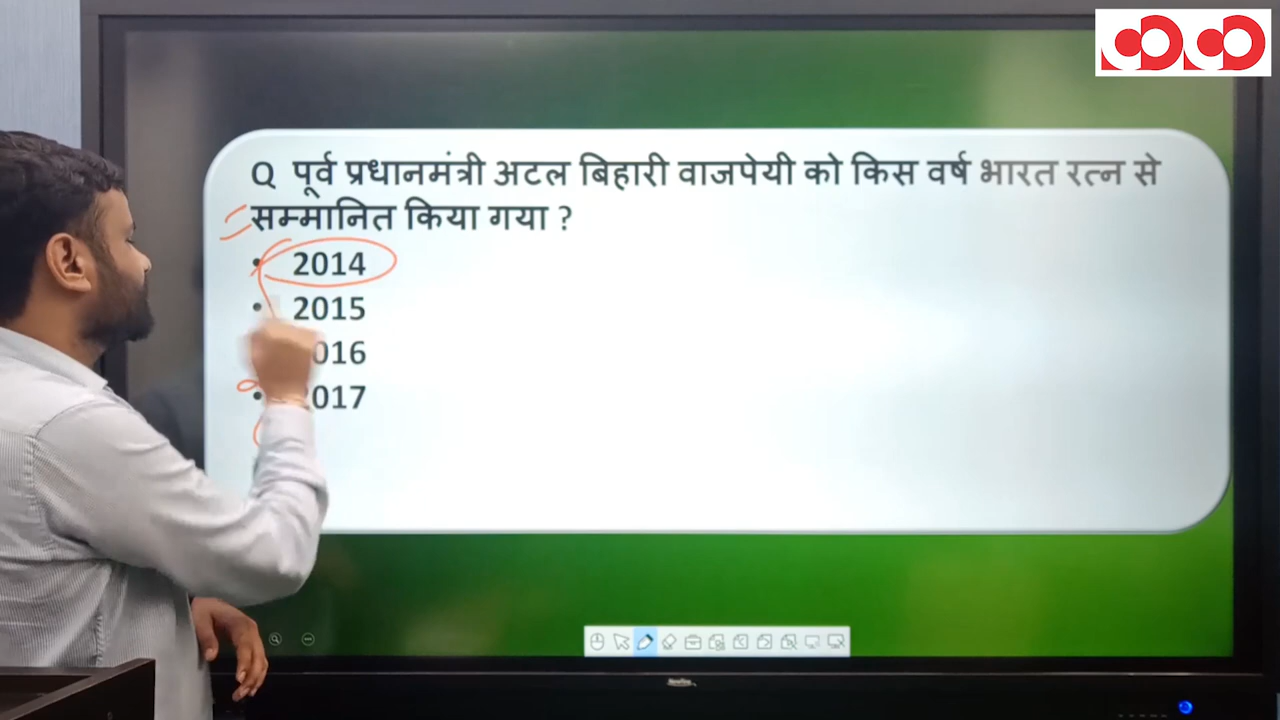 Q पूर्व प्रधानमंत्री अटल बिहारी वाजपेयी को किस वर्ष भारत रत्न से
सम्मानित किया गया ?
• 2014
• 2015
016
• 017